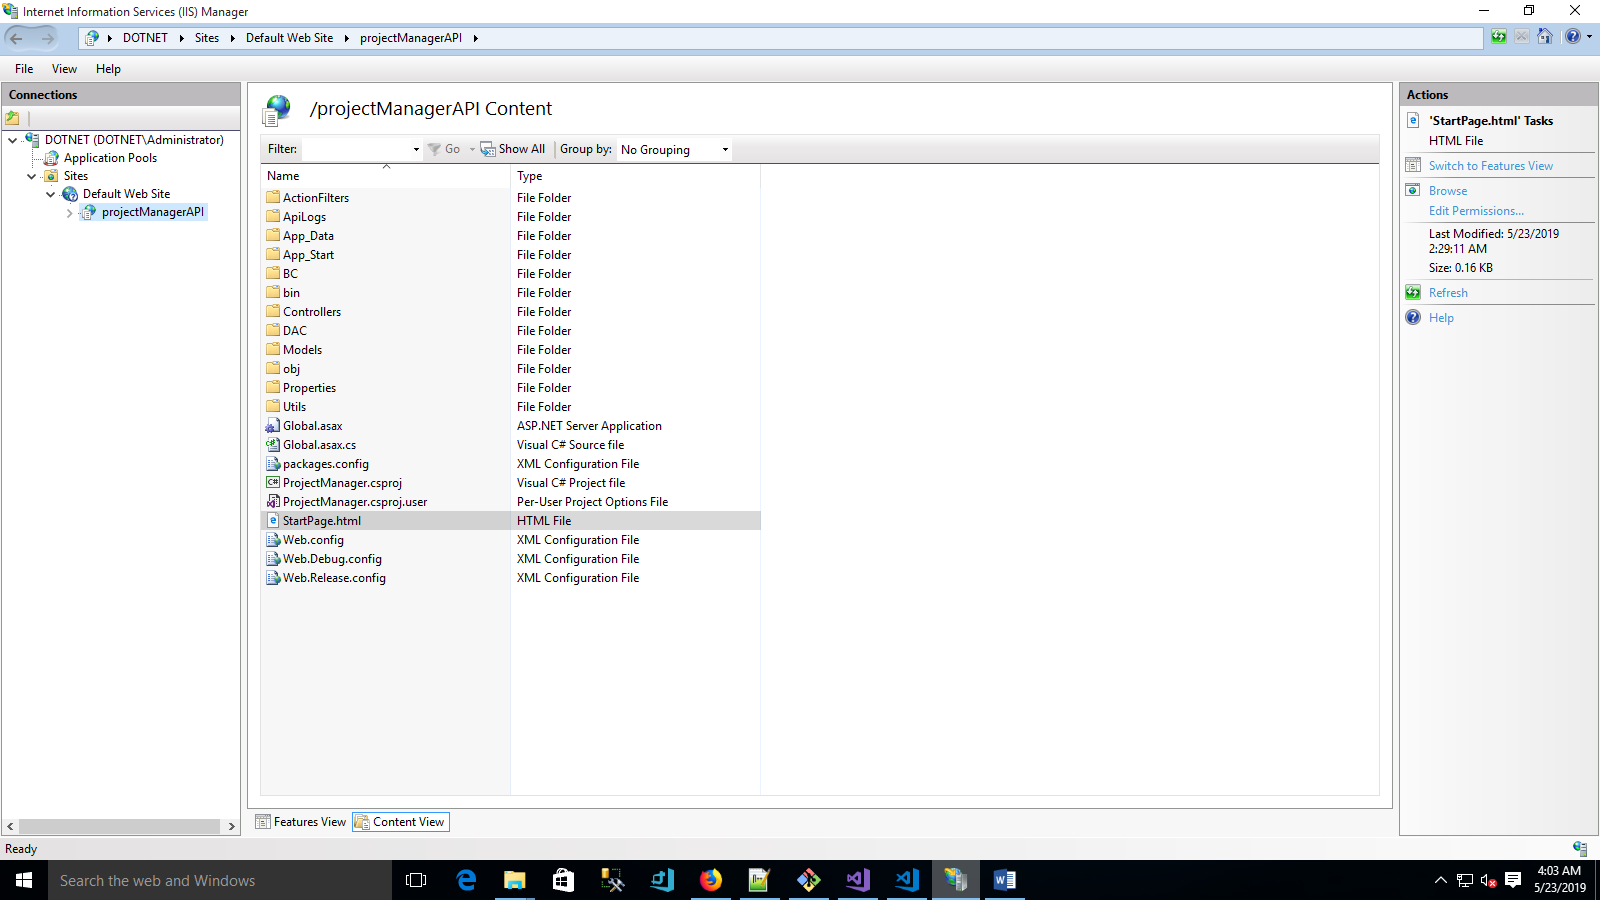 Internet Information Services (IIS) Manager
DOTNET Sites Default Web Site projectManagerAPI
File View Help
Connections
DOTNET (DOTNET\Administrator)
Application Pools
Sites
Default Web Site
projectManagerAPI
/projectManagerAPI Content
Filter: Go Show All Group by: No Grouping
Name Type
ActionFilters File Folder
ApiLogs File Folder
App_Data File Folder
App_Start File Folder
BC File Folder
bin File Folder
Controllers File Folder
DAC File Folder
Models File Folder
obj File Folder
Properties File Folder
Utils File Folder
Global.asax ASP.NET Server Application
Global.asax.cs Visual C# Source file
packages.config XML Configuration File
ProjectManager.csproj Visual C# Project file
ProjectManager.csproj.user Per-User Project Options File
StartPage.html HTML File
Web.config XML Configuration File
Web.Debug.config XML Configuration File
Web.Release.config XML Configuration File
Features View Content View
Actions
'StartPage.html' Tasks
HTML File
Switch to Features View
Browse
Edit Permissions...
Last Modified: 5/23/2019
2:29:11 AM
Size: 0.16 KB
Refresh
Help
Ready
Search the web and Windows
4:03 AM
5/23/2019